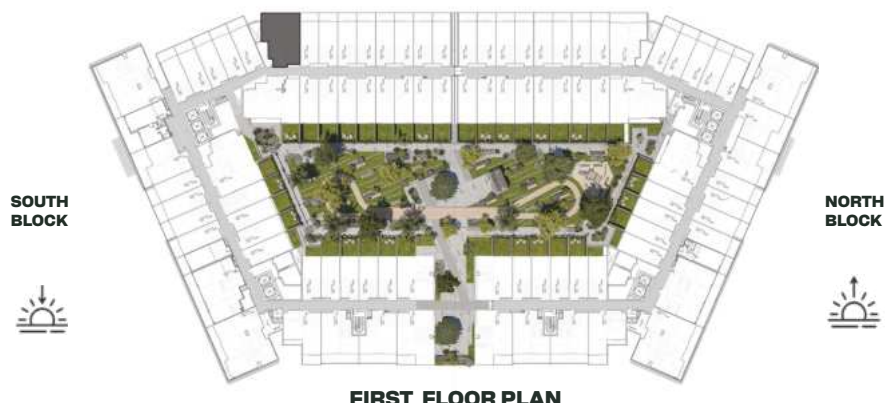 SOUTH
BLOCK
NORTH
BLOCK
FIRST FLOOR PLAN